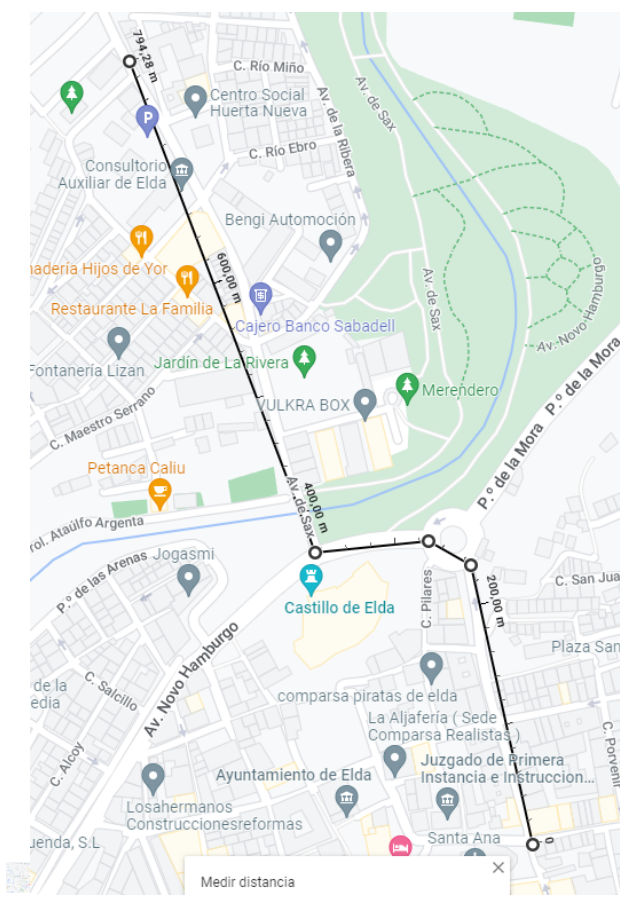 794,28 m
C. Río Miño
Centro Social
Huerta Nueva
Av. de la Ribera
Av. de Sax
P
C. Río Ebro
Consultorio
Auxiliar de Elda
Bengi Automoción
nadería Hijos de Yor
600,00 m
Restaurante La Familia
Cajero Banco Sabadell
Av. de Sax
Av. Novo Hamburgo
Fontanería Lizan
Jardín de La Rivera
Merendero
P.º de la Mora
P.º de la Mora
C. Maestro Serrano
VULKRA BOX
Petanca Caliu
Av. de Sax
400,00 m
rol. Ataúlfo Argenta
Jogasmi
P.º de las Arenas
Castillo de Elda
C. Pilares
200,00 m
C. San Jua
Av. Novo Hamburgo
Plaza San
de la
edia
C. Salcillo
comparsa piratas de elda
La Aljafería ( Sede
Comparsa Realistas )
C. Alcoy
Ayuntamiento de Elda
Juzgado de Primera
Instancia e Instruccion...
C. Porvenir
Losahermanos
Construccionesreformas
uenda, S.L
Santa Ana
0
Medir distancia